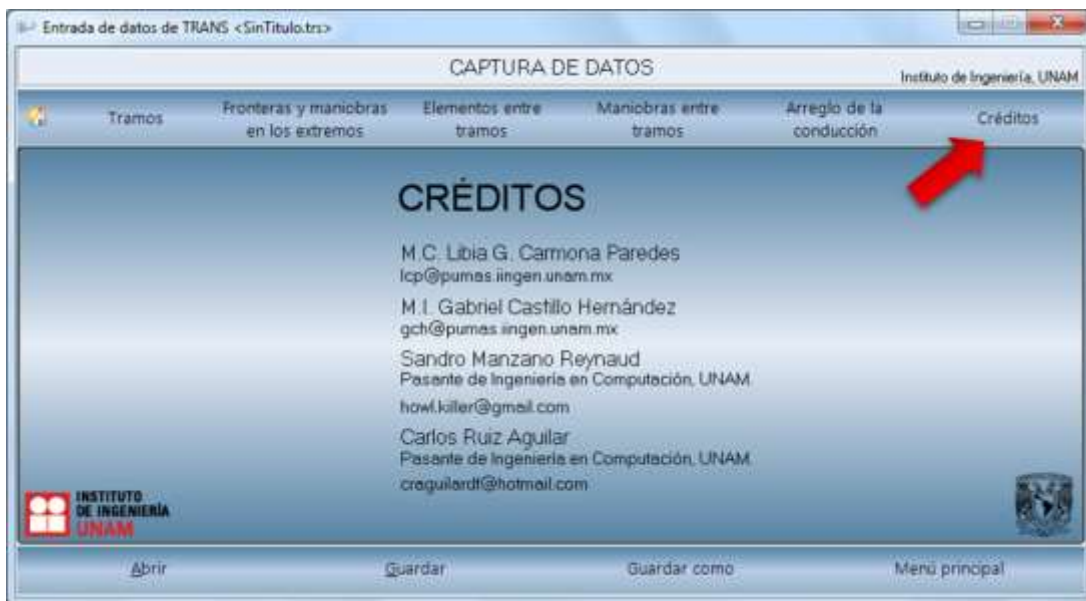 Entrada de datos de TRANS <SinTitulo.trs>
CAPTURA DE DATOS
Instituto de Ingeniería, UNAM
Tramos
Fronteras y maniobras
en los extremos
Elementos entre
tramos
Maniobras entre
tramos
Arreglo de la
conducción
Créditos
CRÉDITOS
M.C. Libia G. Carmona Paredes
lcp@pumas.iingen.unam.mx
M.I. Gabriel Castillo Hernández
gch@pumas.iingen.unam.mx
Sandro Manzano Reynaud
Pasante de Ingeniería en Computación, UNAM
howl.killer@gmail.com
Carlos Ruiz Aguilar
Pasante de Ingeniería en Computación, UNAM
craguilardf@hotmail.com
INSTITUTO
DE INGENIERÍA
UNAM
Abrir
Guardar
Guardar como
Menú principal